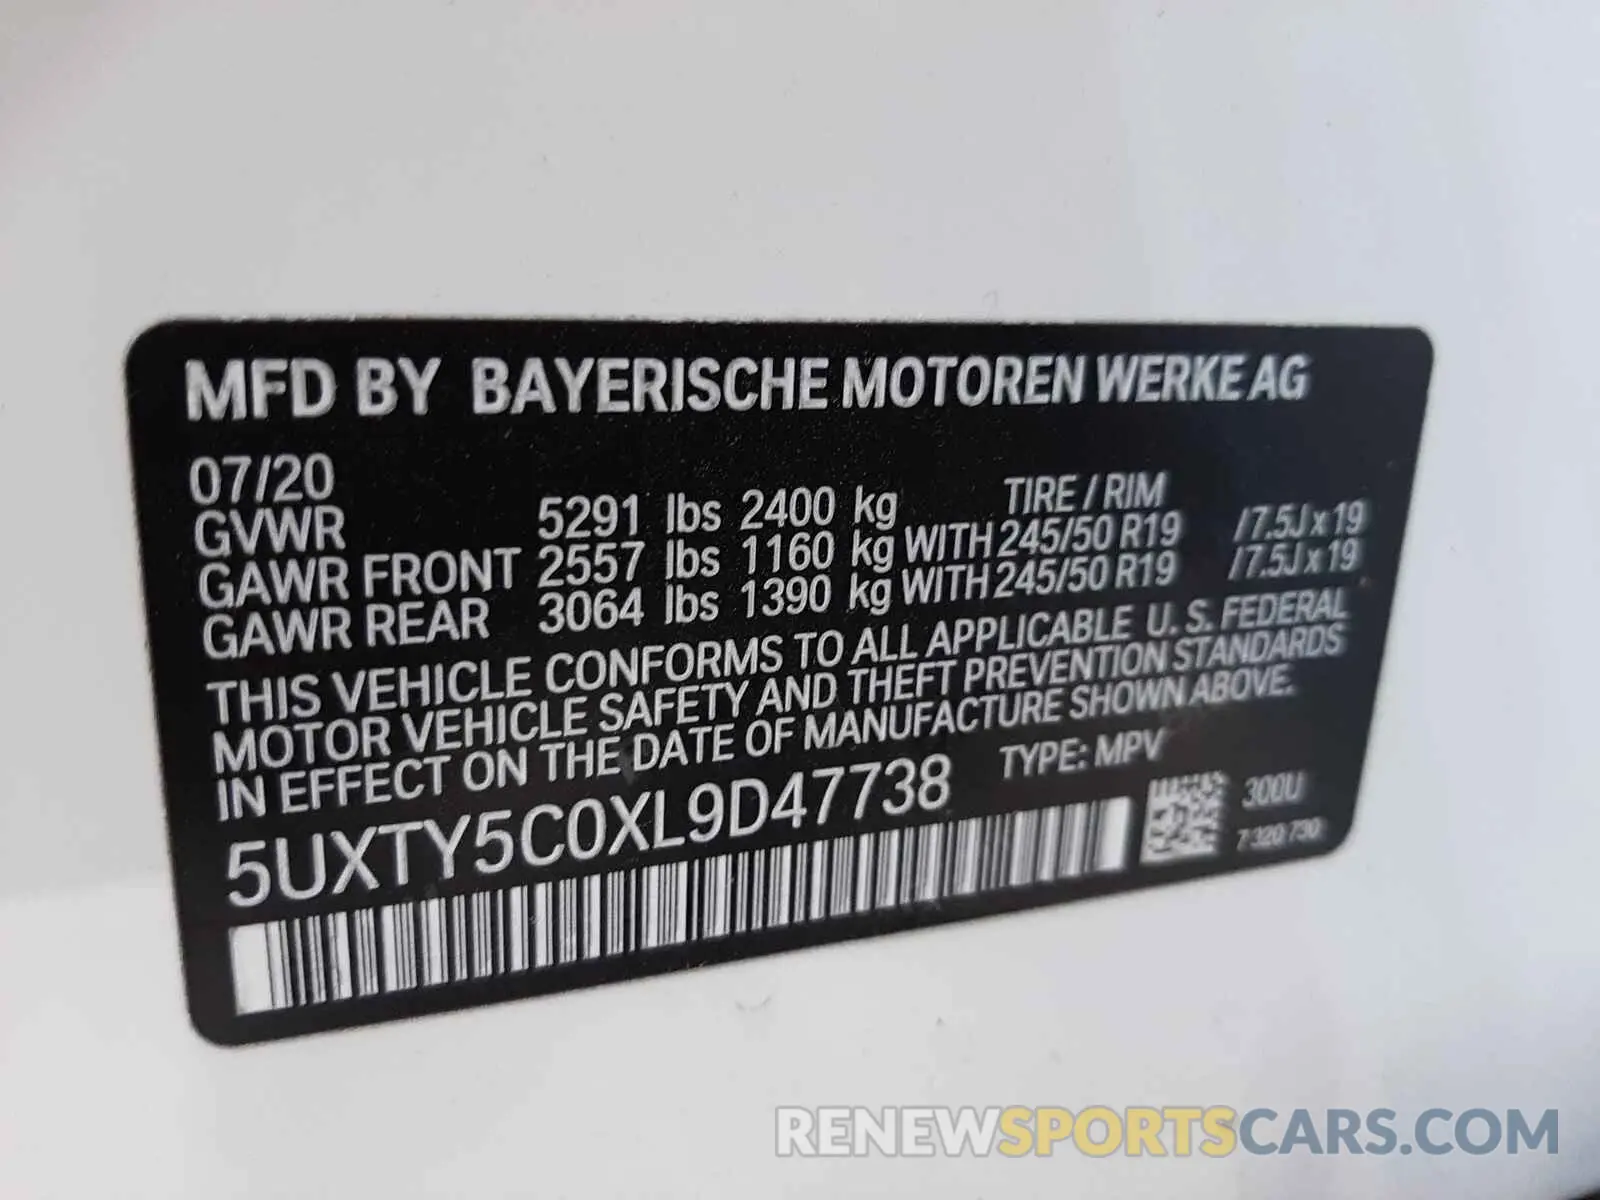 MFD BY BAYERISCHE MOTOREN WERKE AG
07/20 TIRE / RIM
GVWR 5291 lbs 2400 kg
GAWR FRONT 2557 lbs 1160 kg WITH 245/50 R19 /7.5J x 19
GAWR REAR 3064 lbs 1390 kg WITH 245/50 R19 /7.5J x 19
THIS VEHICLE CONFORMS TO ALL APPLICABLE U. S. FEDERAL
MOTOR VEHICLE SAFETY AND THEFT PREVENTION STANDARDS
IN EFFECT ON THE DATE OF MANUFACTURE SHOWN ABOVE.
5UXTY5C0XL9D47738 TYPE: MPV
300U
7 320 730
RENEWSPORTSCARS.COM